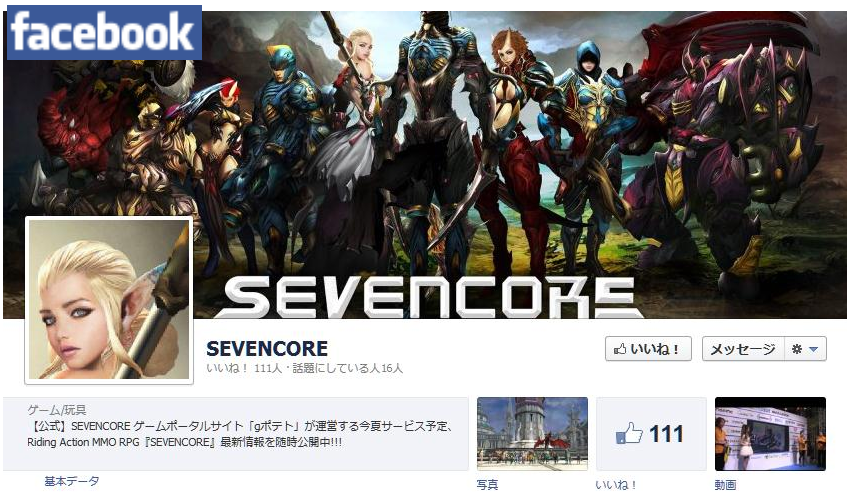 facebook
SEVENCORE
SEVENCORE
いいね! 111人・話題にしている人16人
いいね!
メッセージ
ゲーム/玩具
【公式】SEVENCORE ゲームポータルサイト「gポテト」が運営する今夏サービス予定、
Riding Action MMO RPG『SEVENCORE』最新情報を随時公開中!!!
111
基本データ
写真
いいね!
動画